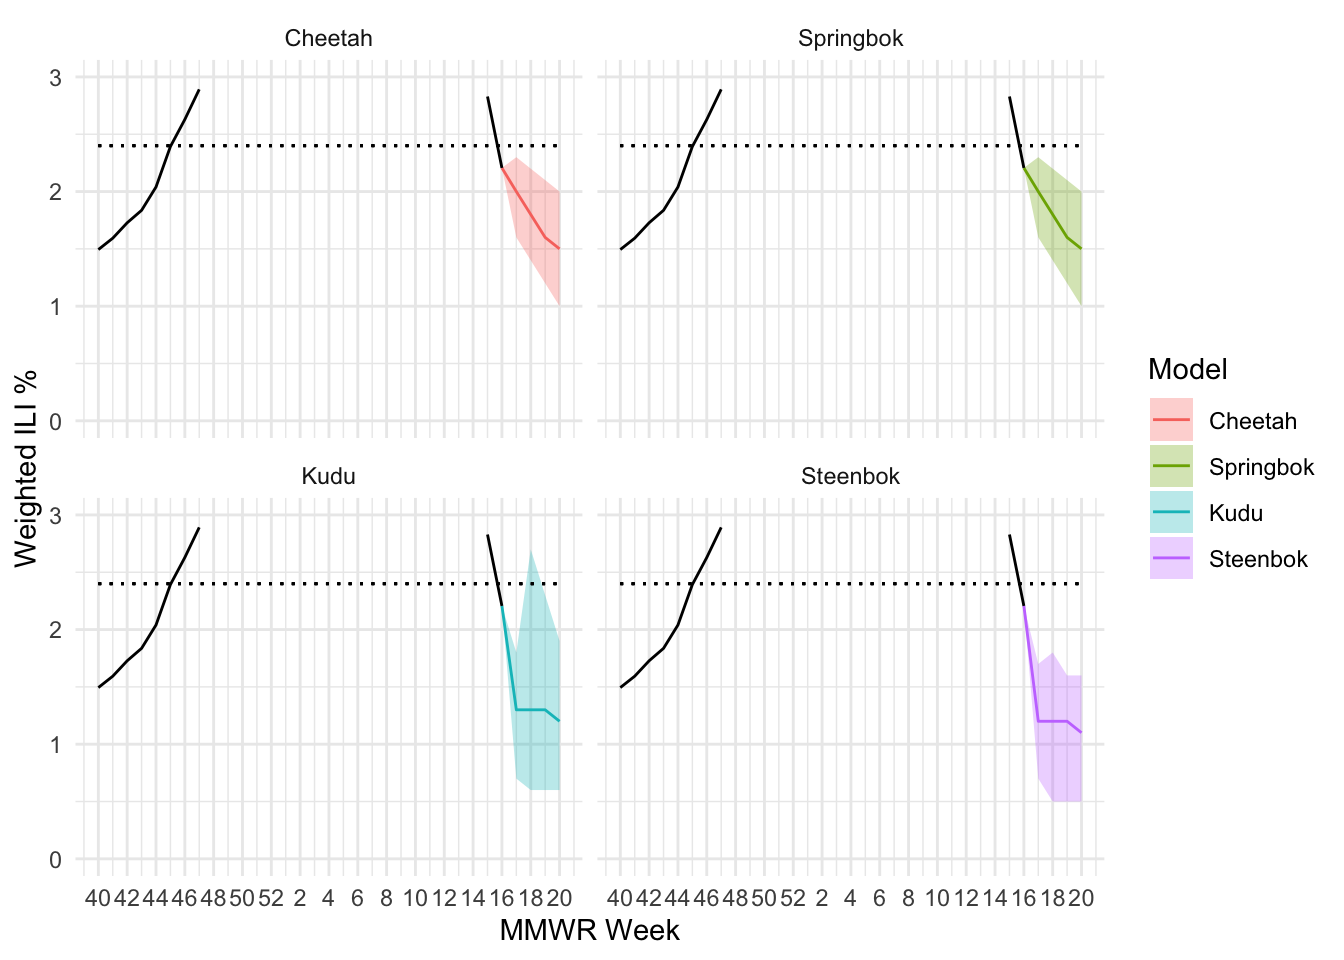 Cheetah Springbok
3
2
1
0
Kudu Steenbok
3
2
1
0
Weighted ILI %
40 42 44 46 48 50 52 2 4 6 8 10 12 14 16 18 20 40 42 44 46 48 50 52 2 4 6 8 10 12 14 16 18 20
MMWR Week
Model
Cheetah
Springbok
Kudu
Steenbok